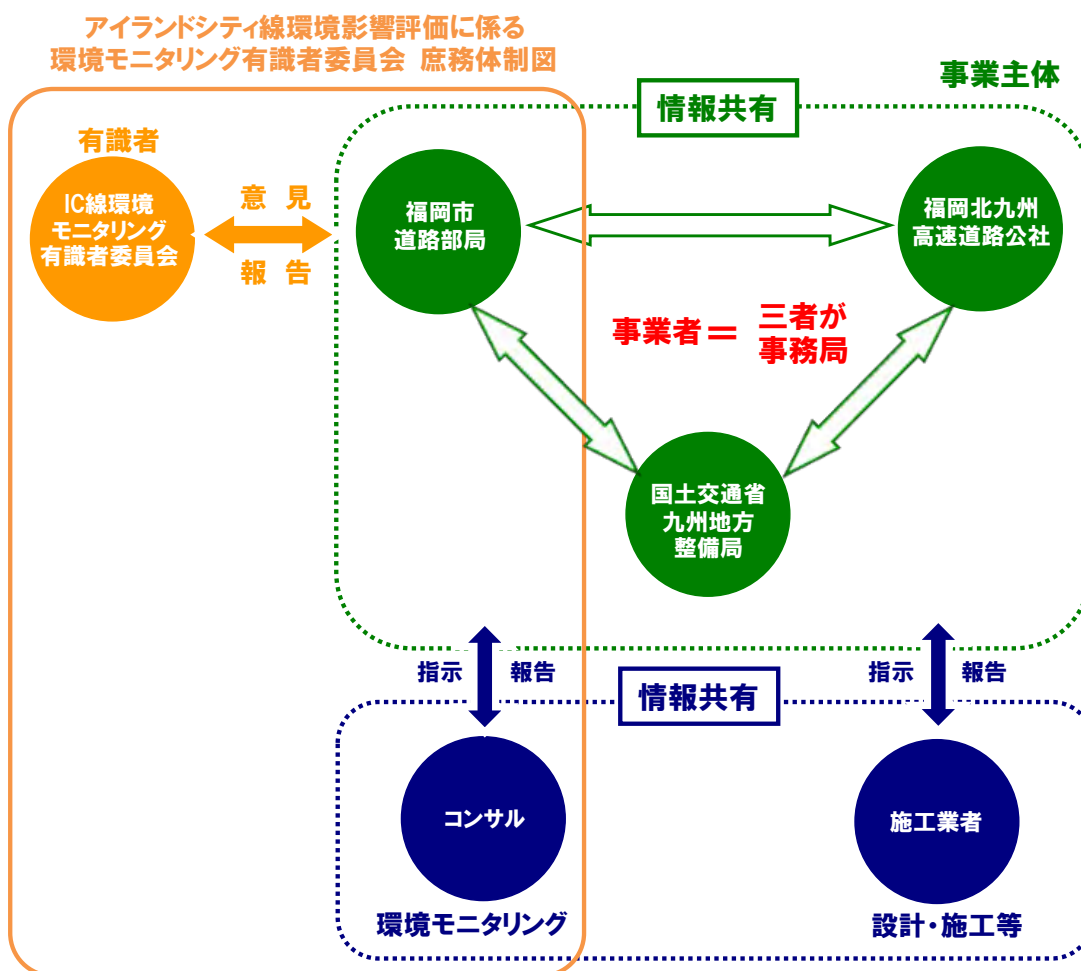 アイランドシティ線環境影響評価に係る
環境モニタリング有識者委員会 庶務体制図
事業主体
情報共有
有識者
IC線環境
モニタリング
有識者委員会
意 見
報 告
福岡市
道路部局
福岡北九州
高速道路公社
事業者＝
三者が
事務局
国土交通省
九州地方
整備局
指示
報告
指示
報告
情報共有
コンサル
施工業者
環境モニタリング
設計・施工等